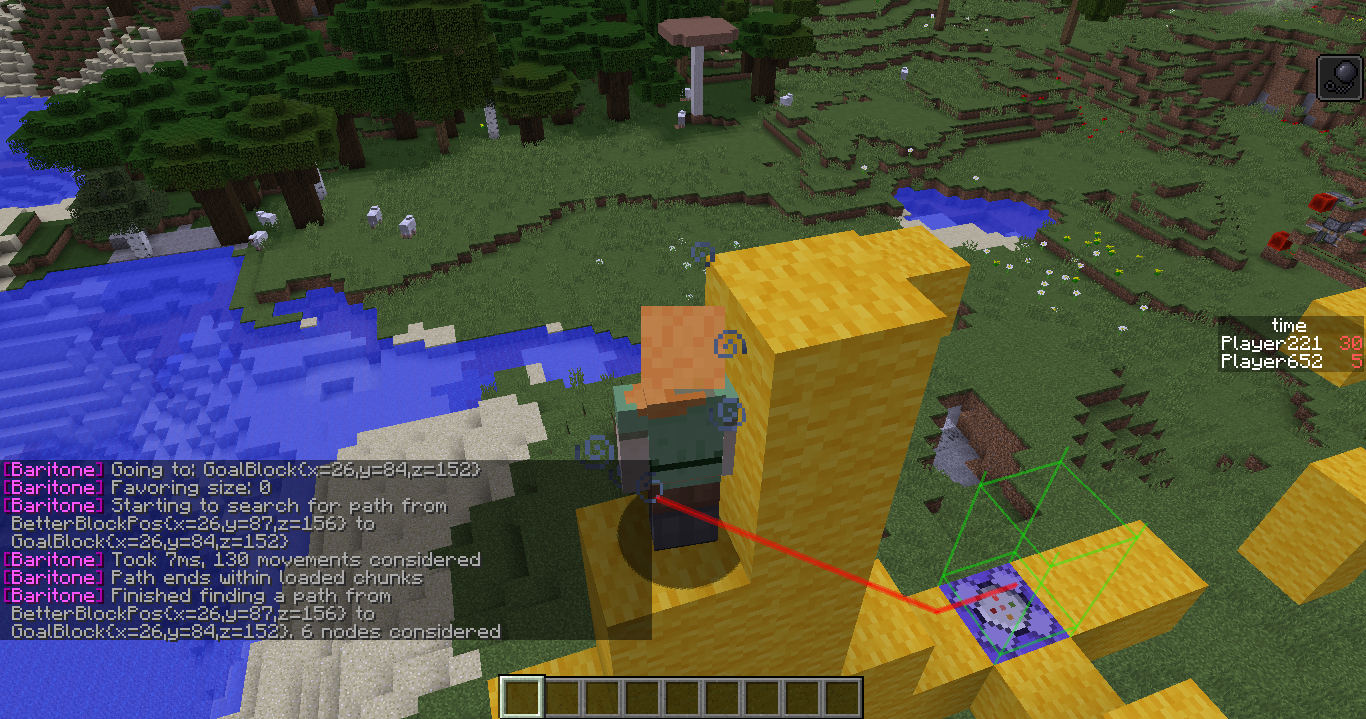 time
Player221 30
Player652 5
[Baritone] Going to: GoalBlock{x=26,y=84,z=152}
[Baritone] Favoring size: 0
[Baritone] Starting to search for path from
BetterBlockPos{x=26,y=87,z=156} to
GoalBlock{x=26,y=84,z=152}
[Baritone] Took 7ms, 130 movements considered
[Baritone] Path ends within loaded chunks
[Baritone] Finished finding a path from
BetterBlockPos{x=26,y=87,z=156} to
GoalBlock{x=26,y=84,z=152}. 6 nodes considered